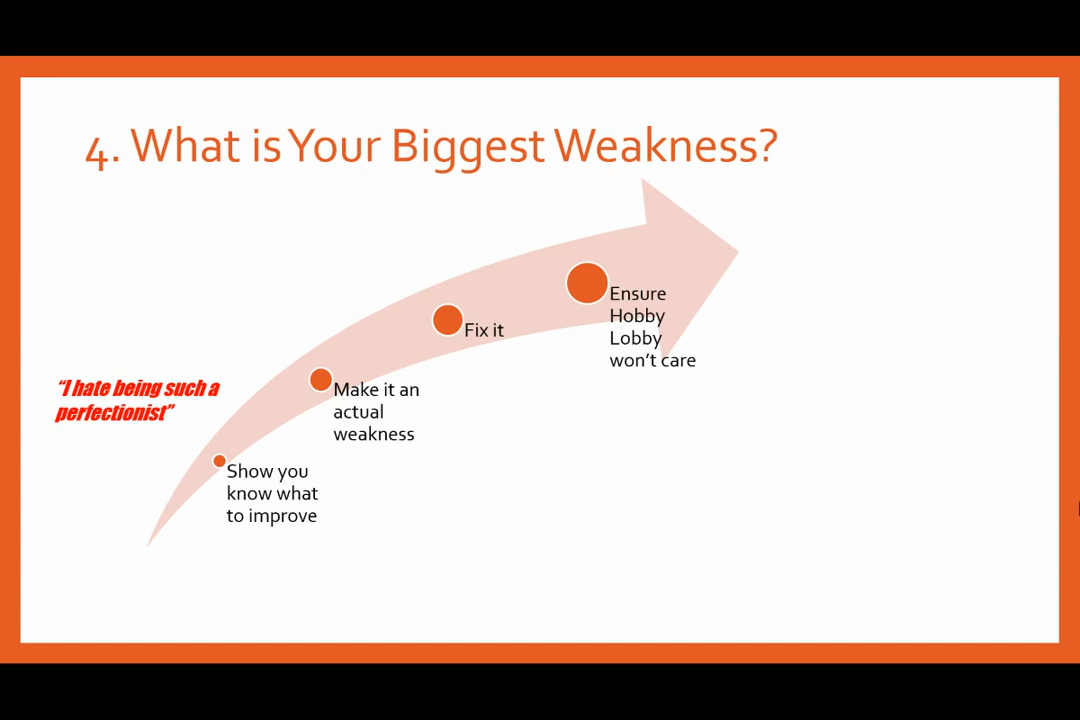 4. What is Your Biggest Weakness?
“I hate being such a
perfectionist”
Show you
know what
to improve
Make it an
actual
weakness
Fix it
Ensure
Hobby
Lobby
won’t care